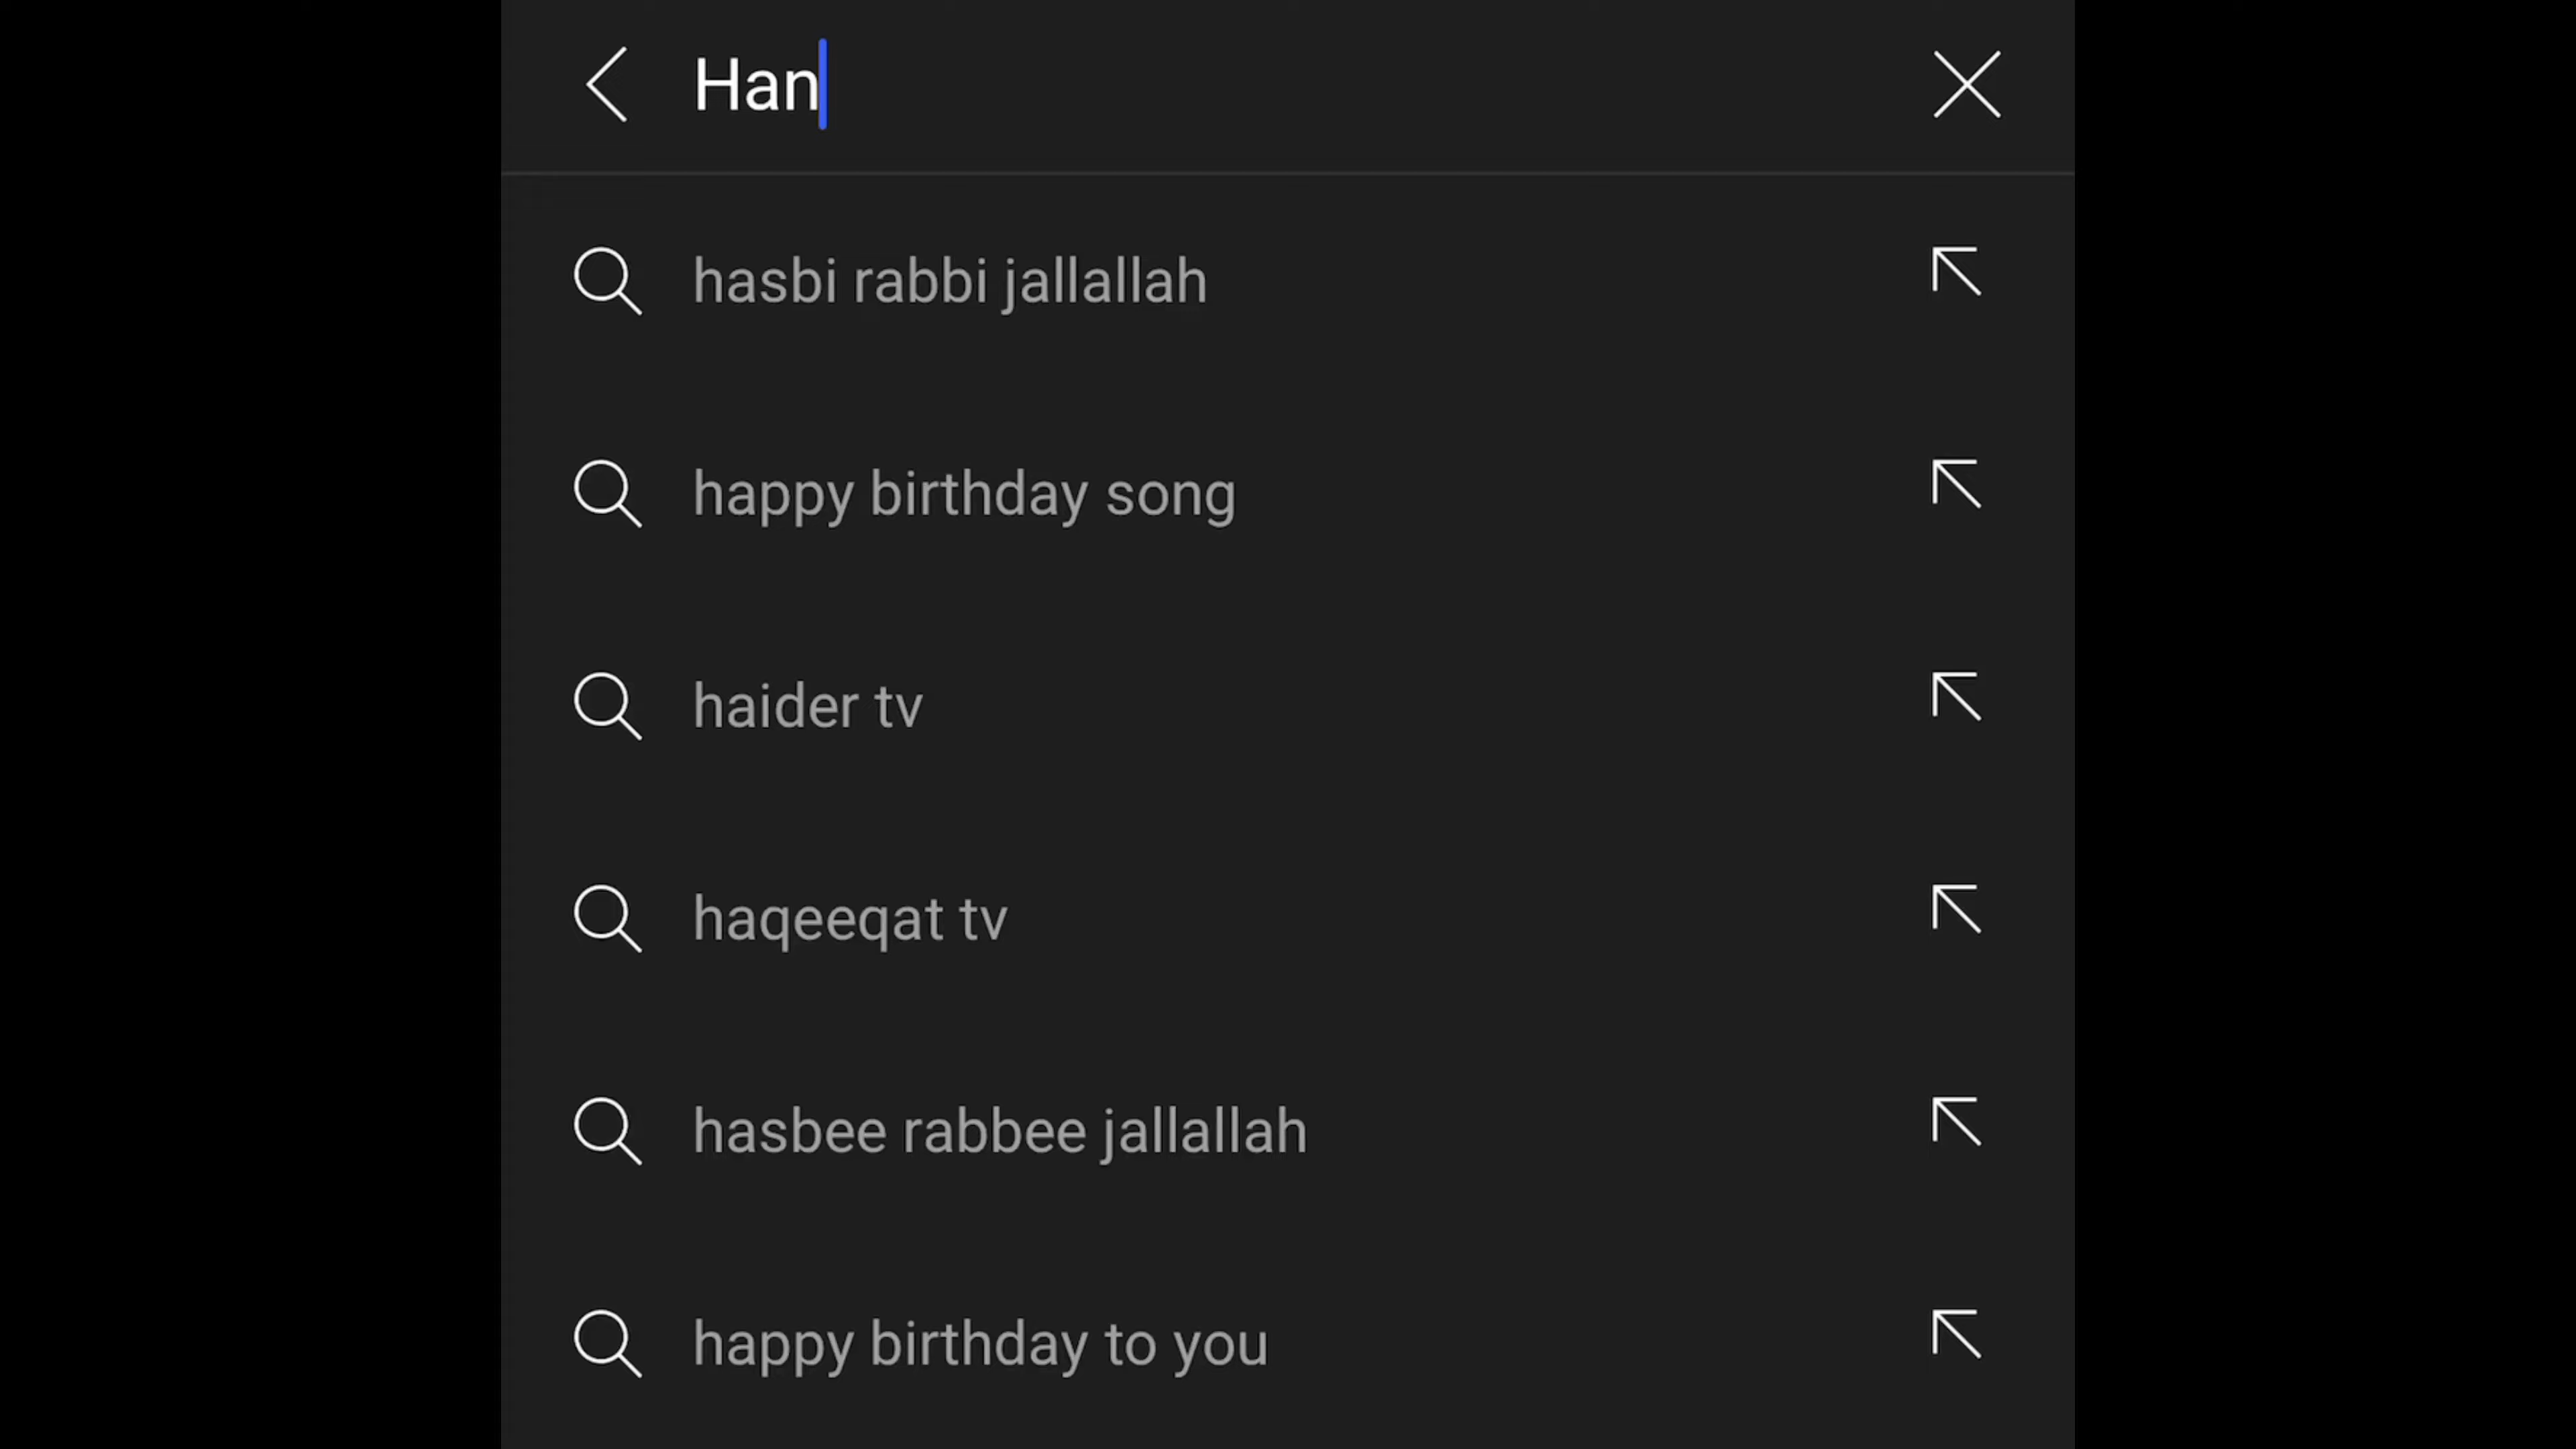 Han
hasbi rabbi jallallah
happy birthday song
haider tv
haqeeqat tv
hasbee rabbee jallallah
happy birthday to you